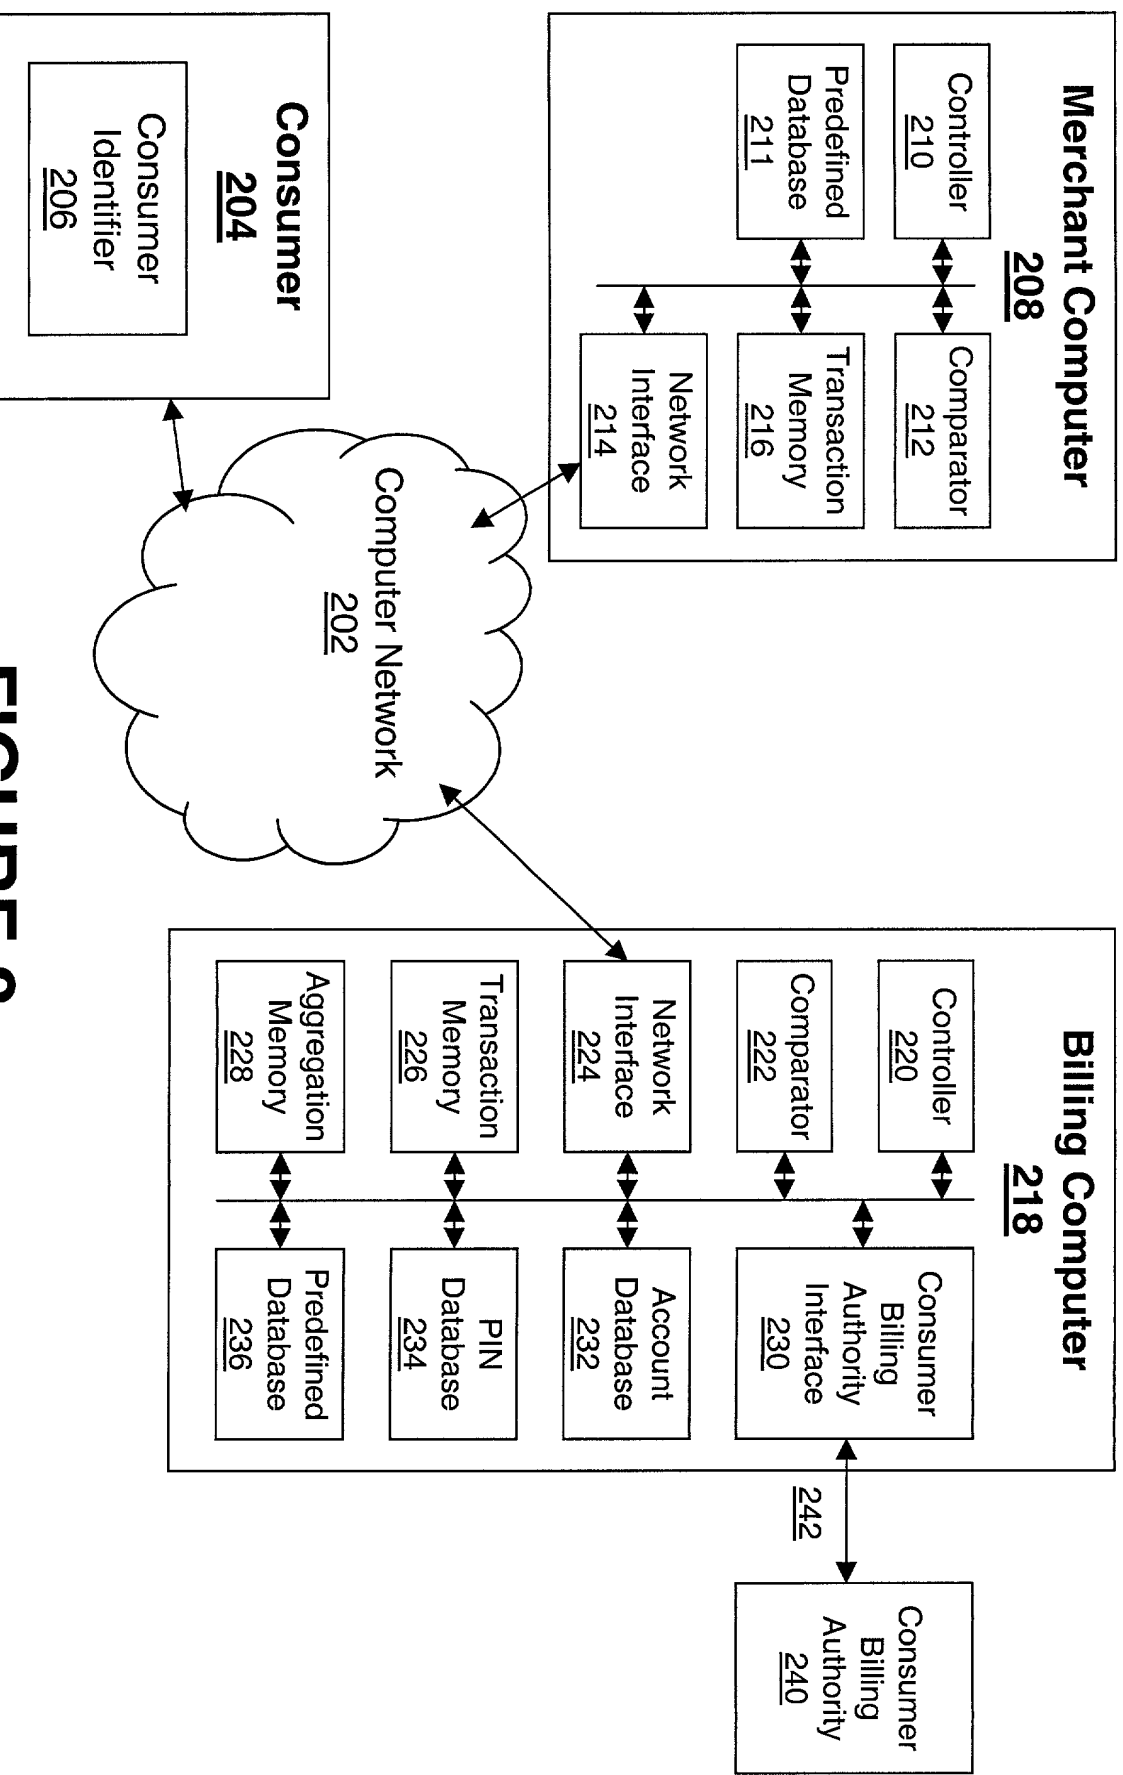 Merchant Computer
208
Controller
210
Comparator
212
Predefined
Database
211
Transaction
Memory
216
Network
Interface
214
Consumer
204
Consumer
Identifier
206
Computer Network
202
Billing Computer
218
Controller
220
Comparator
222
Network
Interface
224
Transaction
Memory
226
Aggregation
Memory
228
Consumer
Billing
Authority
Interface
230
Account
Database
232
PIN
Database
234
Predefined
Database
236
242
Consumer
Billing
Authority
240
FIGURE